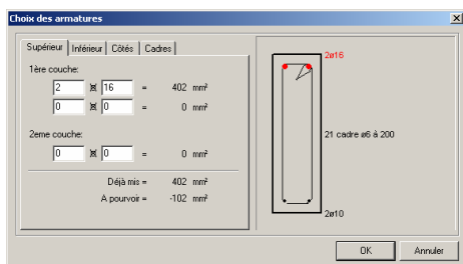 Choix des armatures
Supérieur Inférieur Côtés Cadres
1ère couche:
2 ¤ 16 = 402 mm²
0 ¤ 0 = 0 mm²
2eme couche:
0 ¤ 0 = 0 mm²
Déjà mis = 402 mm²
A pourvoir = -102 mm²
2ø16
21 cadre ø6 à 200
2ø10
OK Annuler